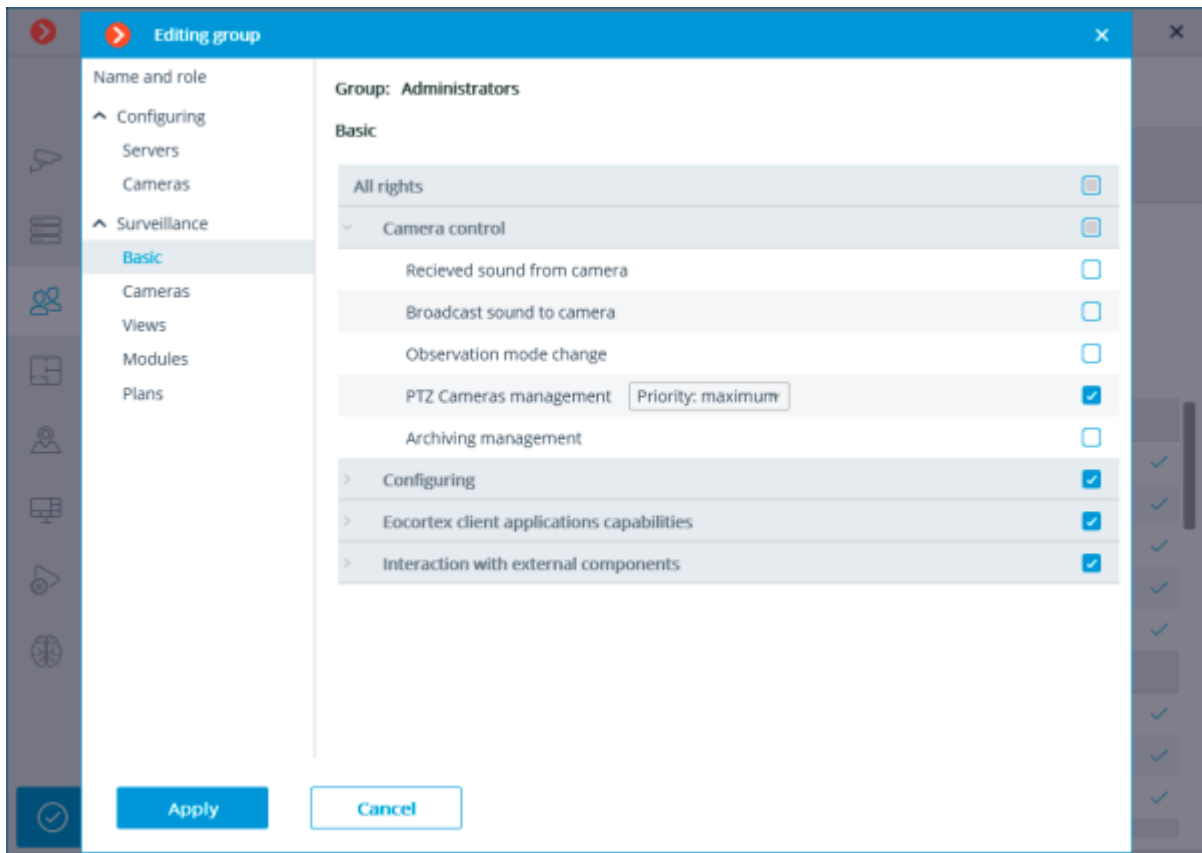 Editing group
Name and role
Configuring
Servers
Cameras
Surveillance
Basic
Cameras
Views
Modules
Plans
Group: Administrators
Basic
All rights
Camera control
Recieved sound from camera
Broadcast sound to camera
Observation mode change
PTZ Cameras management Priority: maximum
Archiving management
Configuring
Eocortex client applications capabilities
Interaction with external components
Apply Cancel